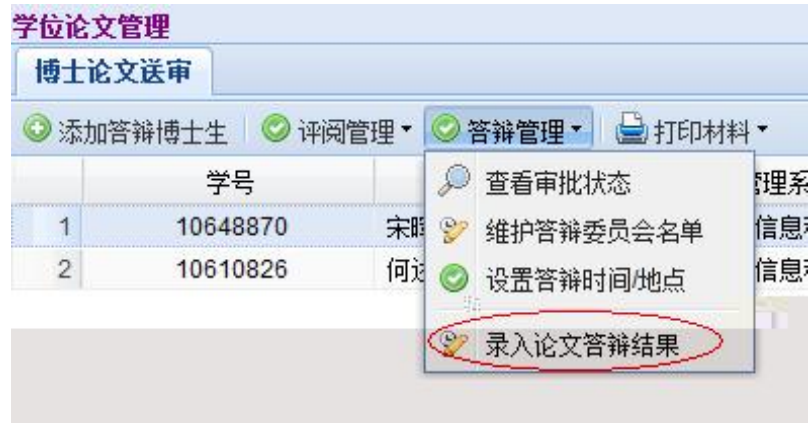 学位论文管理
博士论文送审
添加答辩博士生 评阅管理 答辩管理 打印材料
学号 管理系
查看审批状态
1 10648870 宋 信息
维护答辩委员会名单
2 10610826 何 信息
设置答辩时间/地点
录入论文答辩结果